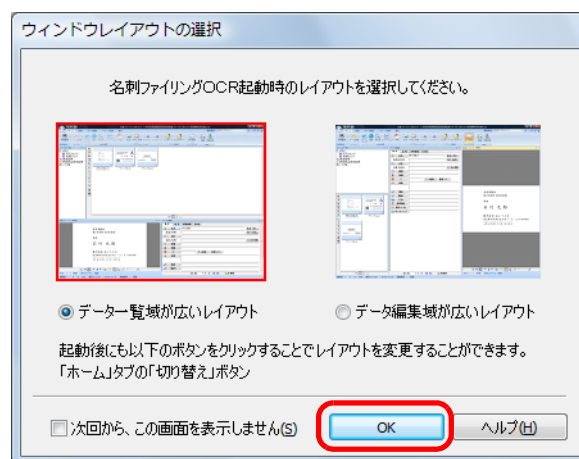 ウィンドウレイアウトの選択
名刺ファイリングOCR起動時のレイアウトを選択してください。
データ一覧域が広いレイアウト
データ編集域が広いレイアウト
起動後にも以下のボタンをクリックすることでレイアウトを変更することができます。
「ホーム」タブの「切り替え」ボタン
次回から、この画面を表示しません(S)
OK
ヘルプ(H)